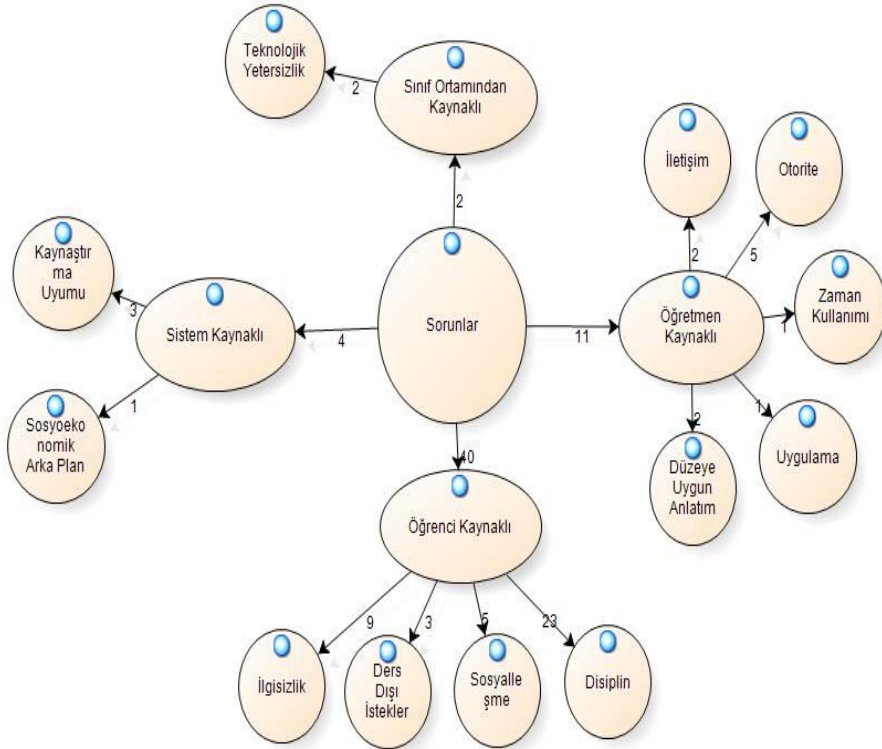 Teknolojik
Yetersizlik
2
Sınıf Ortamından
Kaynaklı
2
İletişim
Otorite
2
5
Kaynaştır
ma
Uyumu
3
Sistem Kaynaklı
4
Sorunlar
11
Öğretmen
Kaynaklı
1
Zaman
Kullanımı
1
Sosyoeko
nomik
Arka Plan
2
Düzeye
Uygun
Anlatım
1
Uygulama
40
Öğrenci Kaynaklı
9
3
5
23
İlgisizlik
Ders
Dışı
İstekler
Sosyalle
şme
Disiplin